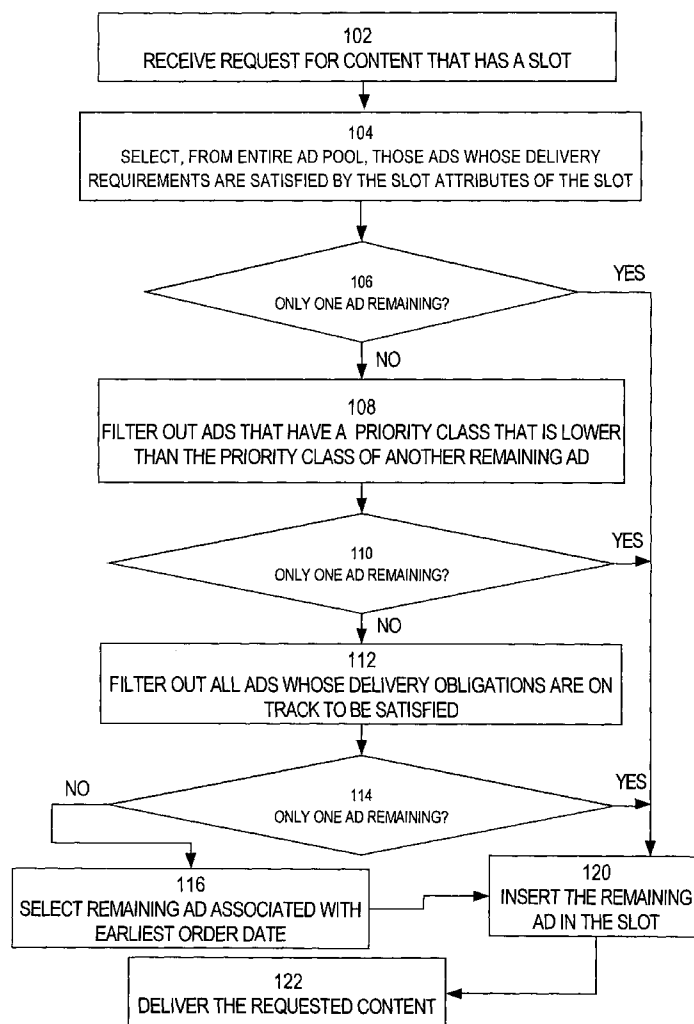 102
RECEIVE REQUEST FOR CONTENT THAT HAS A SLOT
104
SELECT, FROM ENTIRE AD POOL, THOSE ADS WHOSE DELIVERY
REQUIREMENTS ARE SATISFIED BY THE SLOT ATTRIBUTES OF THE SLOT
106
ONLY ONE AD REMAINING?
YES
NO
108
FILTER OUT ADS THAT HAVE A PRIORITY CLASS THAT IS LOWER
THAN THE PRIORITY CLASS OF ANOTHER REMAINING AD
110
ONLY ONE AD REMAINING?
YES
NO
112
FILTER OUT ALL ADS WHOSE DELIVERY OBLIGATIONS ARE ON
TRACK TO BE SATISFIED
NO
114
ONLY ONE AD REMAINING?
YES
116
SELECT REMAINING AD ASSOCIATED WITH
EARLIEST ORDER DATE
120
INSERT THE REMAINING
AD IN THE SLOT
122
DELIVER THE REQUESTED CONTENT